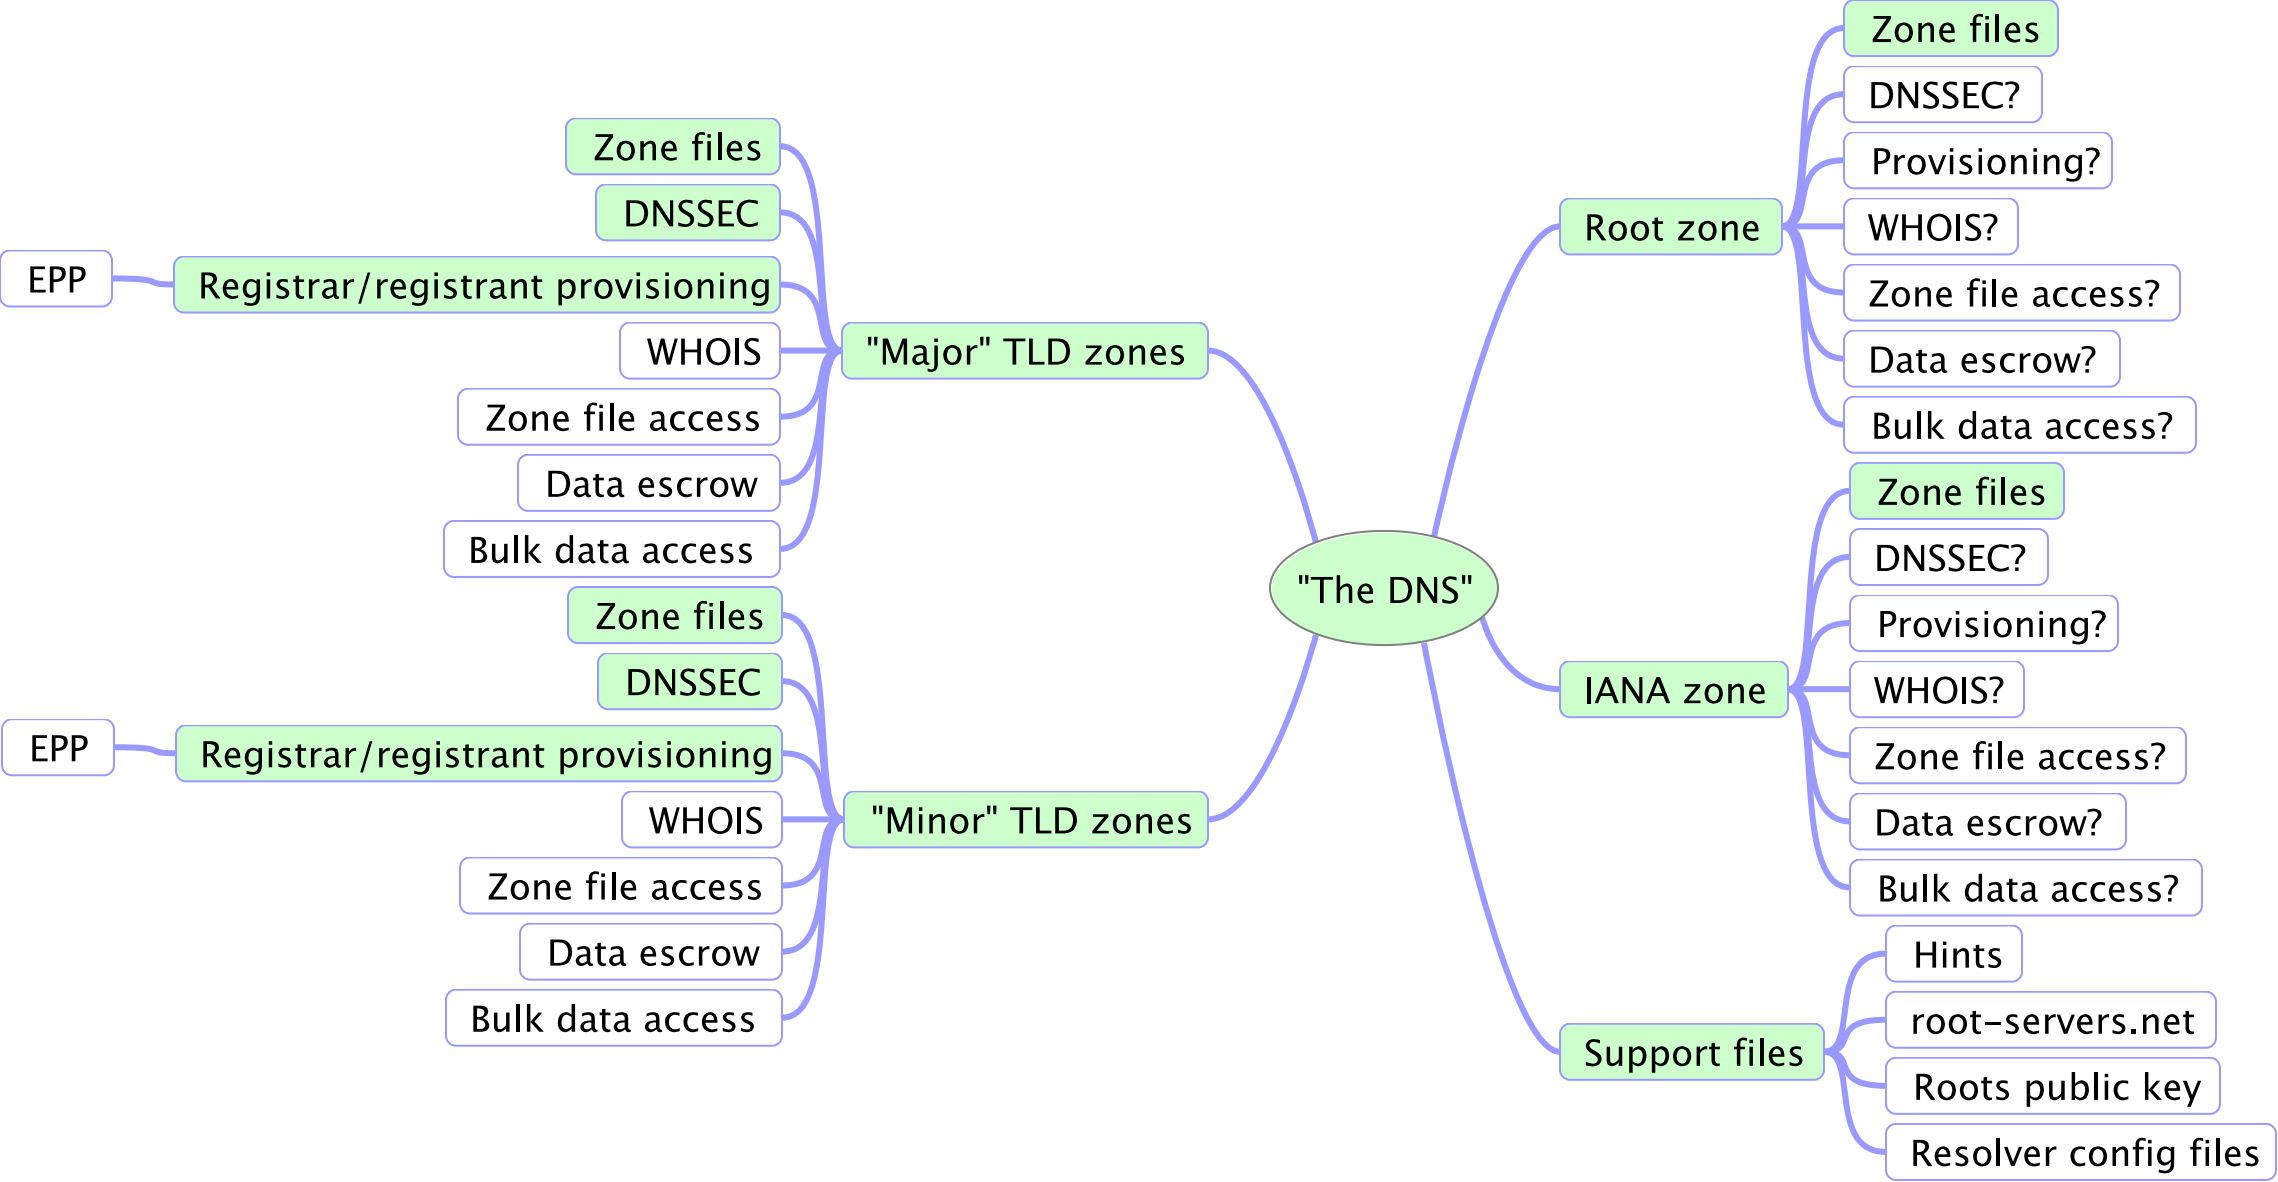 "The DNS"
"Major" TLD zones
Zone files
DNSSEC
Registrar/registrant provisioning
EPP
WHOIS
Zone file access
Data escrow
Bulk data access
"Minor" TLD zones
Zone files
DNSSEC
Registrar/registrant provisioning
EPP
WHOIS
Zone file access
Data escrow
Bulk data access
Root zone
Zone files
DNSSEC?
Provisioning?
WHOIS?
Zone file access?
Data escrow?
Bulk data access?
IANA zone
Zone files
DNSSEC?
Provisioning?
WHOIS?
Zone file access?
Data escrow?
Bulk data access?
Support files
Hints
root-servers.net
Roots public key
Resolver config files